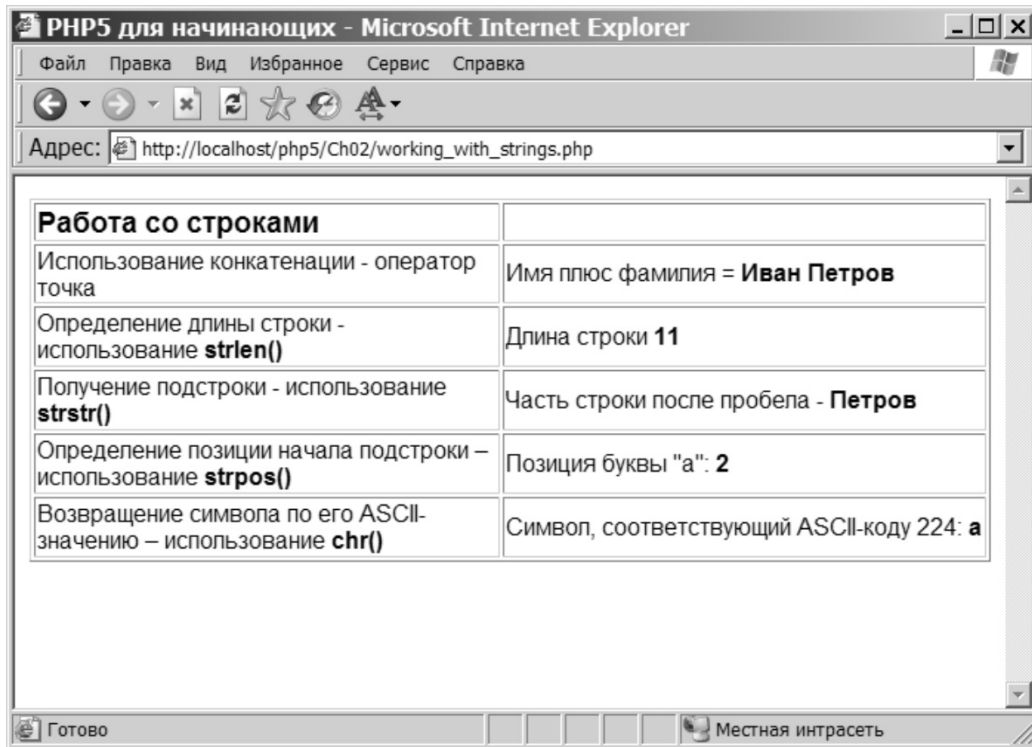 PHP5 для начинающих - Microsoft Internet Explorer
Файл Правка Вид Избранное Сервис Справка
Адрес: http://localhost/php5/Ch02/working_with_strings.php
Работа со строками
Использование конкатенации - оператор
точка
Имя плюс фамилия = Иван Петров
Определение длины строки -
использование strlen()
Длина строки 11
Получение подстроки - использование
strstr()
Часть строки после пробела - Петров
Определение позиции начала подстроки –
использование strpos()
Позиция буквы "а": 2
Возвращение символа по его ASCII-
значению – использование chr()
Символ, соответствующий ASCII-коду 224: а
Готово
Местная интрасеть